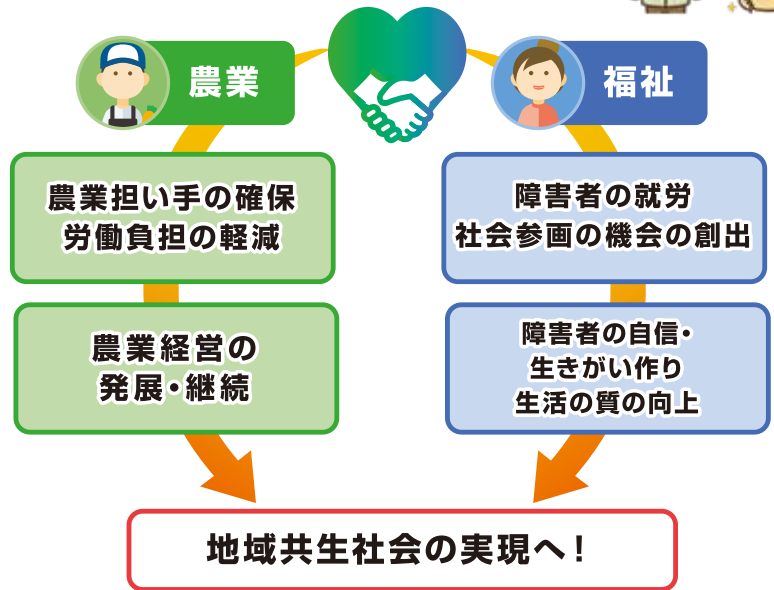 農業
福祉
農業担い手の確保
労働負担の軽減
障害者の就労
社会参画の機会の創出
農業経営の
発展・継続
障害者の自信・
生きがい作り
生活の質の向上
地域共生社会の実現へ！